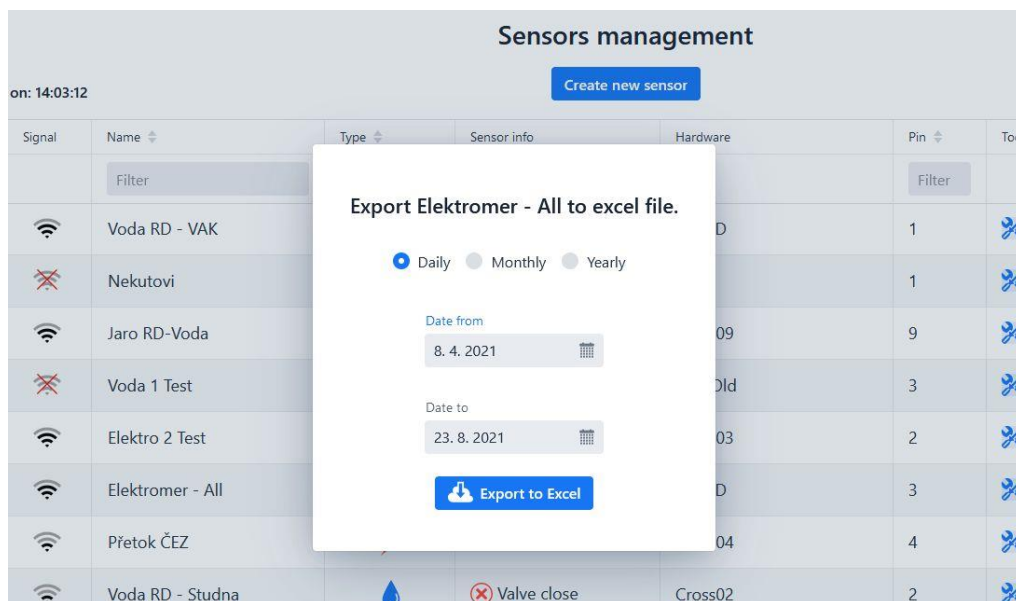 Sensors management
Create new sensor
on: 14:03:12
Signal Name Type Sensor info Hardware Pin
Filter Filter
Export Elektromer - All to excel file.
Daily Monthly Yearly
Date from
8. 4. 2021
Date to
23. 8. 2021
Export to Excel
Voda RD - VAK D 1
Nekutovi 1
Jaro RD-Voda 09 9
Voda 1 Test Old 3
Elektro 2 Test 03 2
Elektromer - All D 3
Přetok ČEZ 04 4
Voda RD - Studna Valve close Cross02 2